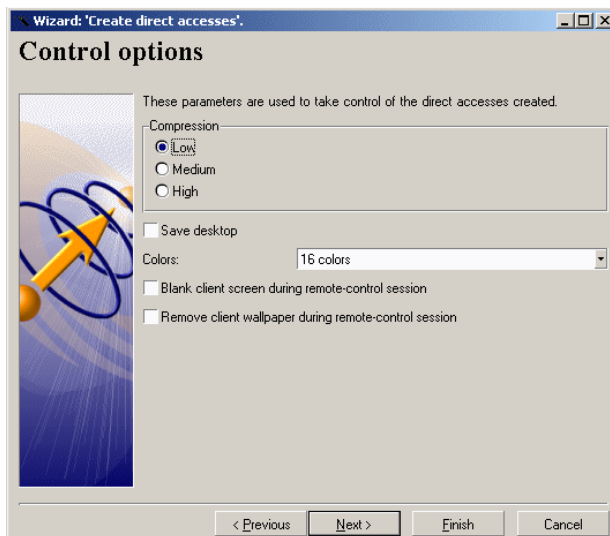 Wizard: 'Create direct accesses'.
Control options
These parameters are used to take control of the direct accesses created.
Compression
Low
Medium
High
Save desktop
Colors: 16 colors
Blank client screen during remote-control session
Remove client wallpaper during remote-control session
< Previous Next > Finish Cancel